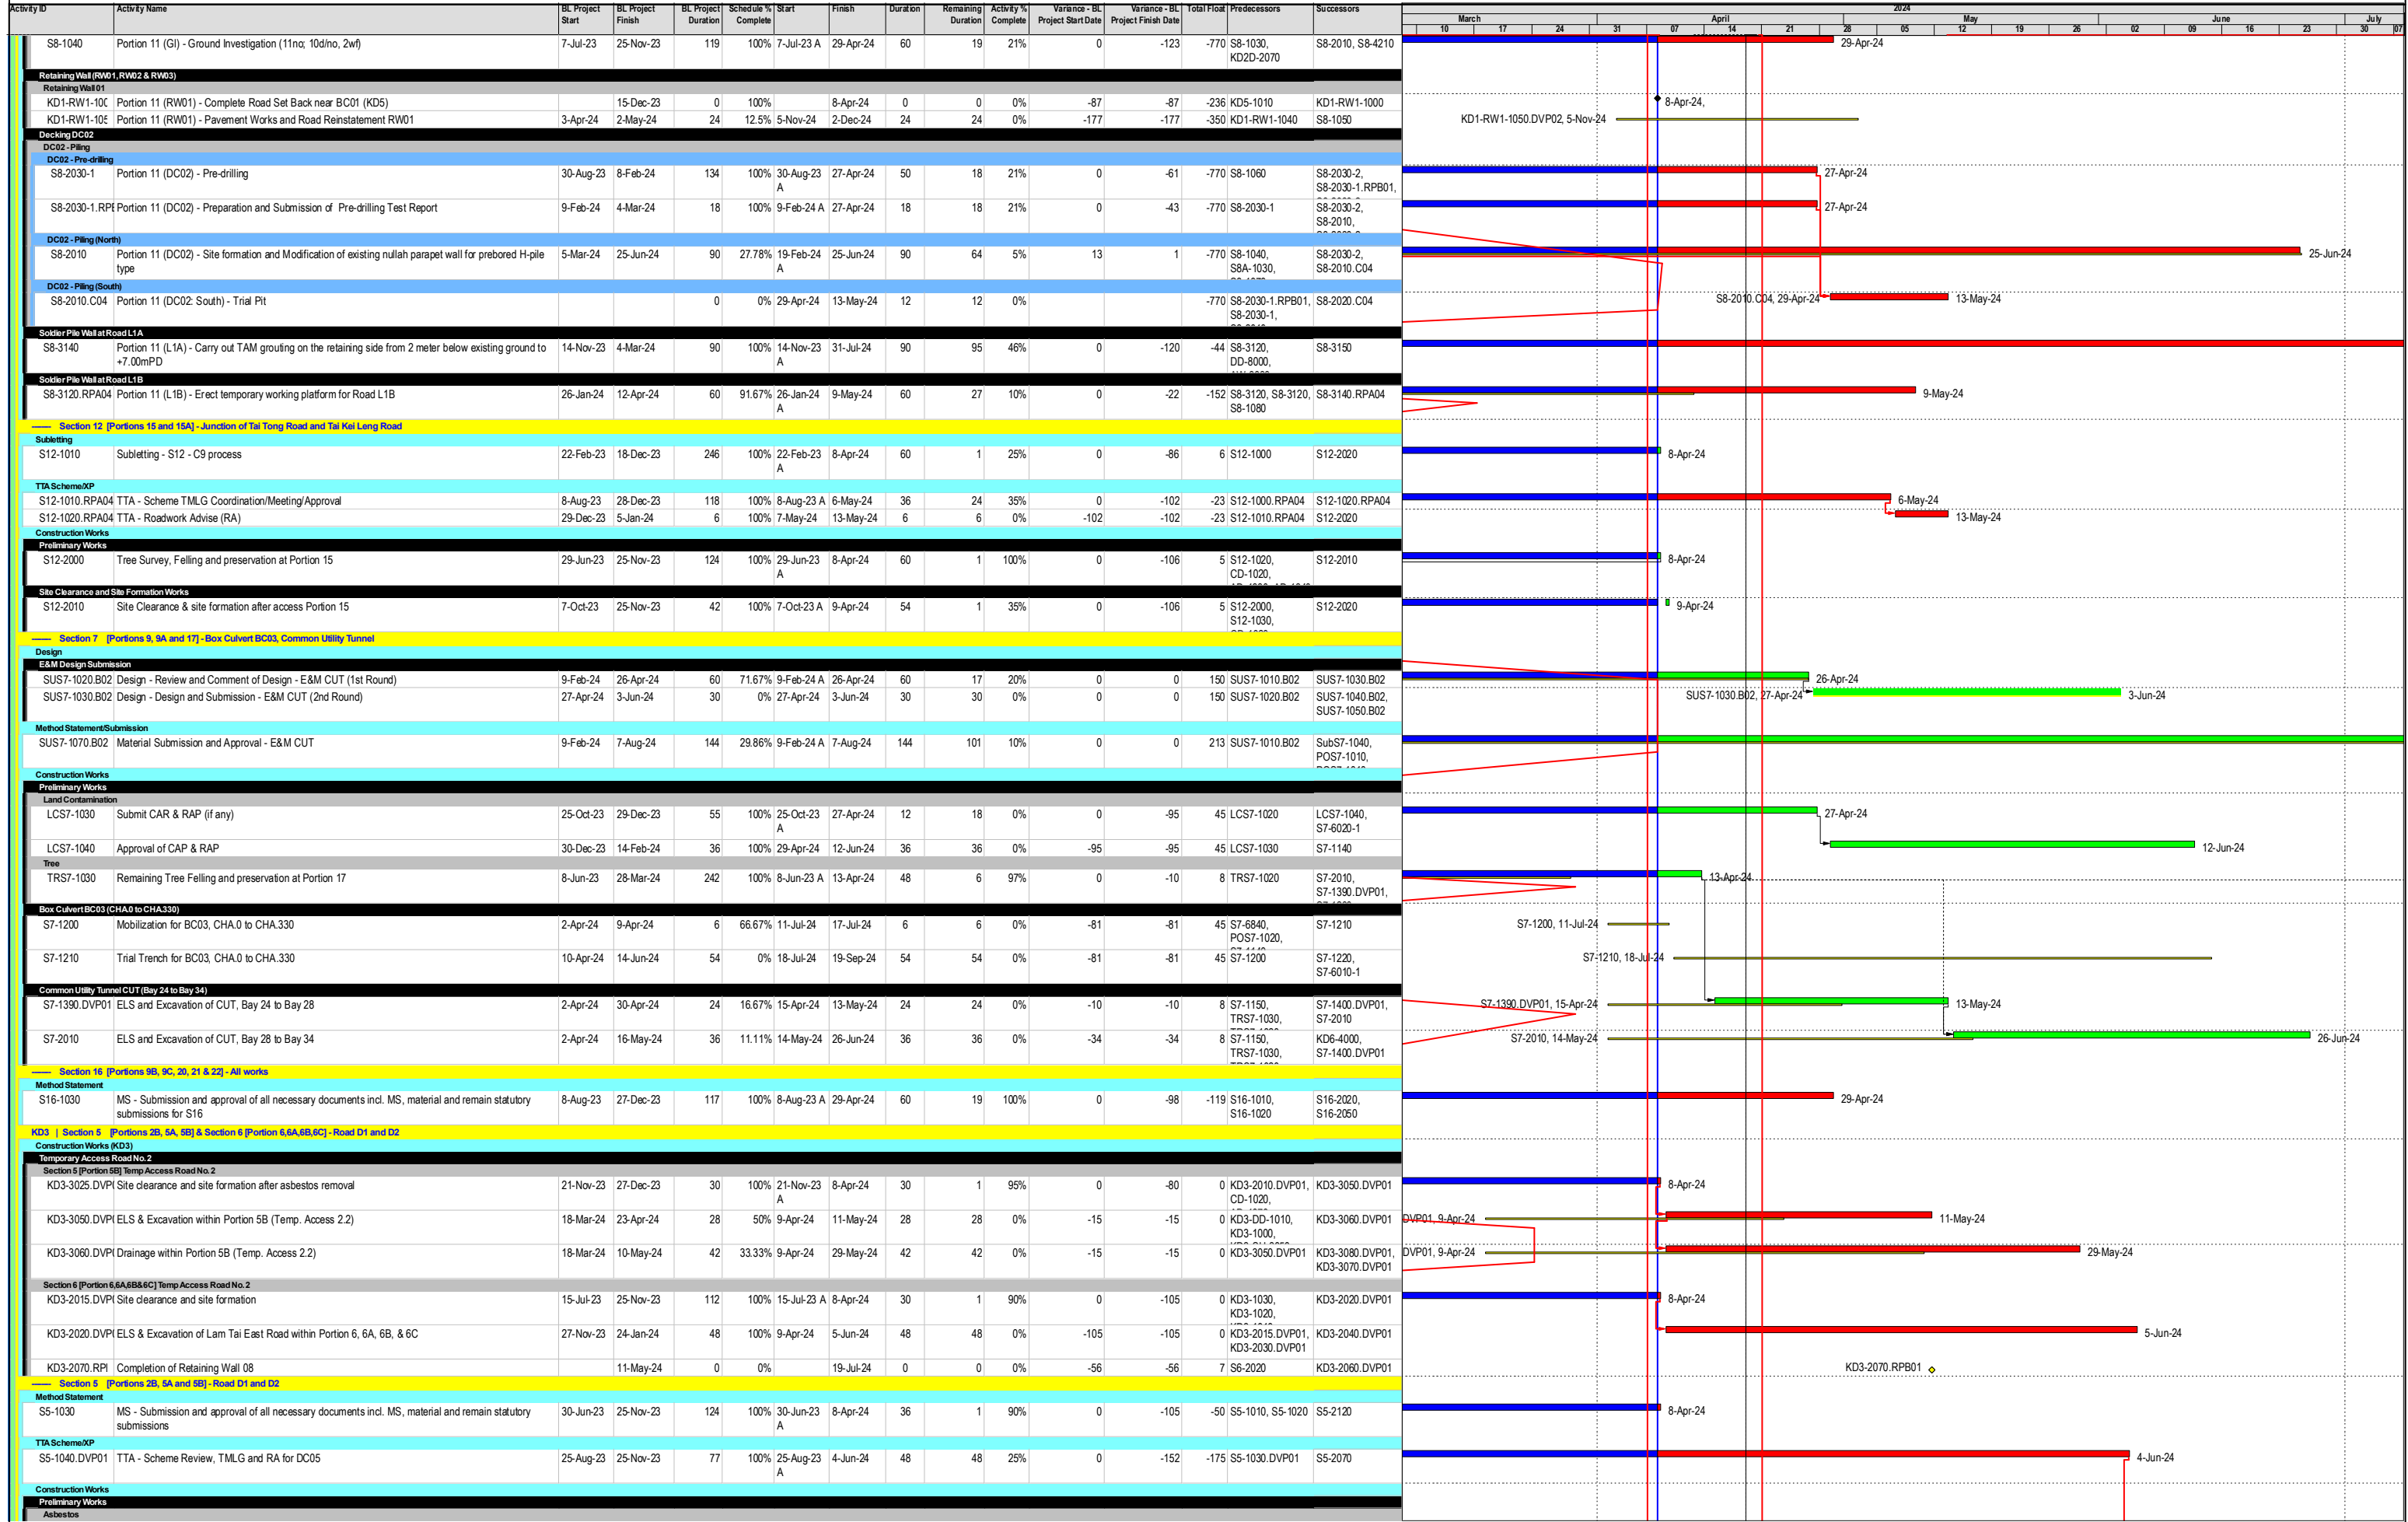 Activity ID Activity Name BL Project Start BL Project Finish BL Project Duration Schedule % Complete Start Finish Duration Remaining Duration Activity % Complete Variance - BL Project Start Date Variance - BL Project Finish Date Total Float Predecessors Successors
2024
March April May June July
10 17 24 31 07 14 21 28 05 12 19 26 02 09 16 23 30 07
S8-1040 Portion 11 (GI) - Ground Investigation (11no; 10d/no, 2wf) 7-Jul-23 25-Nov-23 119 100% 7-Jul-23 A 29-Apr-24 60 19 21% 0 -123 -770 S8-1030, S8-2010, S8-4210 29-Apr-24
KD2D-2070
Retaining Wall (RW01, RW02 & RW03)
Retaining Wall 01
KD1-RW1-100 Portion 11 (RW01) - Complete Road Set Back near BC01 (KD5) 15-Dec-23 0 100% 8-Apr-24 0 0 0% -87 -87 -236 KD5-1010 KD1-RW1-1000 8-Apr-24,
KD1-RW1-105 Portion 11 (RW01) - Pavement Works and Road Reinstatement RW01 3-Apr-24 2-May-24 24 12.5% 5-Nov-24 2-Dec-24 24 24 0% -177 -177 -350 KD1-RW1-1040 S8-1050 KD1-RW1-1050.DVP02, 5-Nov-24
Decking DC02
DC02 - Piling
DC02 - Pre-drilling
S8-2030-1 Portion 11 (DC02) - Pre-drilling 30-Aug-23 8-Feb-24 134 100% 30-Aug-23 27-Apr-24 50 18 21% 0 -61 -770 S8-1060 S8-2030-2, 27-Apr-24
A S8-2030-1.RPB01,
S8-2030-1.RPE Portion 11 (DC02) - Preparation and Submission of Pre-drilling Test Report 9-Feb-24 4-Mar-24 18 100% 9-Feb-24 A 27-Apr-24 18 18 21% 0 -43 -770 S8-2030-1 S8-2030-2, 27-Apr-24
S8-2010,
DC02 - Piling (North)
S8-2010 Portion 11 (DC02) - Site formation and Modification of existing nullah parapet wall for prebored H-pile 5-Mar-24 25-Jun-24 90 27.78% 19-Feb-24 25-Jun-24 90 64 5% 13 1 -770 S8-1040, S8-2030-2, 25-Jun-24
type A S8A-1030, S8-2010.C04
DC02 - Piling (South)
S8-2010.C04 Portion 11 (DC02: South) - Trial Pit 0 0% 29-Apr-24 13-May-24 12 12 0% -770 S8-2030-1.RPB01, S8-2020.C04 S8-2010.C04, 29-Apr-24 13-May-24
S8-2030-1,
Soldier Pile Wall at Road L1A
S8-3140 Portion 11 (L1A) - Carry out TAM grouting on the retaining side from 2 meter below existing ground to 14-Nov-23 4-Mar-24 90 100% 14-Nov-23 31-Jul-24 90 95 46% 0 -120 -44 S8-3120, S8-3150
+7.00mPD A DD-8000,
Soldier Pile Wall at Road L1B
S8-3120.RPA04 Portion 11 (L1B) - Erect temporary working platform for Road L1B 26-Jan-24 12-Apr-24 60 91.67% 26-Jan-24 9-May-24 60 27 10% 0 -22 -152 S8-3120, S8-3120, S8-3140.RPA04 9-May-24
A S8-1080
Section 12 [Portions 15 and 15A] - Junction of Tai Tong Road and Tai Kei Leng Road
Subletting
S12-1010 Subletting - S12 - C9 process 22-Feb-23 18-Dec-23 246 100% 22-Feb-23 8-Apr-24 60 1 25% 0 -86 6 S12-1000 S12-2020 8-Apr-24
A
TTA Scheme/XP
S12-1010.RPA04 TTA - Scheme TMLG Coordination/Meeting/Approval 8-Aug-23 28-Dec-23 118 100% 8-Aug-23 A 6-May-24 36 24 35% 0 -102 -23 S12-1000.RPA04 S12-1020.RPA04 6-May-24
S12-1020.RPA04 TTA - Roadwork Advise (RA) 29-Dec-23 5-Jan-24 6 100% 7-May-24 13-May-24 6 6 0% -102 -102 -23 S12-1010.RPA04 S12-2020 13-May-24
Construction Works
Preliminary Works
S12-2000 Tree Survey, Felling and preservation at Portion 15 29-Jun-23 25-Nov-23 124 100% 29-Jun-23 8-Apr-24 60 1 100% 0 -106 5 S12-1020, S12-2010 8-Apr-24
A CD-1020,
Site Clearance and Site Formation Works
S12-2010 Site Clearance & site formation after access Portion 15 7-Oct-23 25-Nov-23 42 100% 7-Oct-23 A 9-Apr-24 54 1 35% 0 -106 5 S12-2000, S12-2020 9-Apr-24
S12-1030,
Section 7 [Portions 9, 9A and 17] - Box Culvert BC03, Common Utility Tunnel
Design
E&M Design Submission
SUS7-1020.B02 Design - Review and Comment of Design - E&M CUT (1st Round) 9-Feb-24 26-Apr-24 60 71.67% 9-Feb-24 A 26-Apr-24 60 17 20% 0 0 150 SUS7-1010.B02 SUS7-1030.B02 26-Apr-24
SUS7-1030.B02 Design - Design and Submission - E&M CUT (2nd Round) 27-Apr-24 3-Jun-24 30 0% 27-Apr-24 3-Jun-24 30 30 0% 0 0 150 SUS7-1020.B02 SUS7-1040.B02, SUS7-1030.B02, 27-Apr-24 3-Jun-24
SUS7-1050.B02
Method Statement/Submission
SUS7-1070.B02 Material Submission and Approval - E&M CUT 9-Feb-24 7-Aug-24 144 29.86% 9-Feb-24 A 7-Aug-24 144 101 10% 0 0 213 SUS7-1010.B02 SubS7-1040,
POS7-1010,
Construction Works
Preliminary Works
Land Contamination
LCS7-1030 Submit CAR & RAP (if any) 25-Oct-23 29-Dec-23 55 100% 25-Oct-23 27-Apr-24 12 18 0% 0 -95 45 LCS7-1020 LCS7-1040, 27-Apr-24
A S7-6020-1
LCS7-1040 Approval of CAP & RAP 30-Dec-23 14-Feb-24 36 100% 29-Apr-24 12-Jun-24 36 36 0% -95 -95 45 LCS7-1030 S7-1140 12-Jun-24
Tree
TRS7-1030 Remaining Tree Felling and preservation at Portion 17 8-Jun-23 28-Mar-24 242 100% 8-Jun-23 A 13-Apr-24 48 6 97% 0 -10 8 TRS7-1020 S7-2010, 13-Apr-24
S7-1390.DVP01,
Box Culvert BC03 (CHA.0 to CHA.330)
S7-1200 Mobilization for BC03, CHA.0 to CHA.330 2-Apr-24 9-Apr-24 6 66.67% 11-Jul-24 17-Jul-24 6 6 0% -81 -81 45 S7-6840, S7-1210 S7-1200, 11-Jul-24
POS7-1020,
S7-1210 Trial Trench for BC03, CHA.0 to CHA.330 10-Apr-24 14-Jun-24 54 0% 18-Jul-24 19-Sep-24 54 54 0% -81 -81 45 S7-1200 S7-1220, S7-1210, 18-Jul-24
S7-6010-1
Common Utility Tunnel CUT (Bay 24 to Bay 34)
S7-1390.DVP01 ELS and Excavation of CUT, Bay 24 to Bay 28 2-Apr-24 30-Apr-24 24 16.67% 15-Apr-24 13-May-24 24 24 0% -10 -10 8 S7-1150, S7-1400.DVP01, S7-1390.DVP01, 15-Apr-24 13-May-24
TRS7-1030, S7-2010
S7-2010 ELS and Excavation of CUT, Bay 28 to Bay 34 2-Apr-24 16-May-24 36 11.11% 14-May-24 26-Jun-24 36 36 0% -34 -34 8 S7-1150, KD6-4000, S7-2010, 14-May-24 26-Jun-24
TRS7-1030, S7-1400.DVP01
Section 16 [Portions 9B, 9C, 20, 21 & 22] - All works
Method Statement
S16-1030 MS - Submission and approval of all necessary documents incl. MS, material and remain statutory 8-Aug-23 27-Dec-23 117 100% 8-Aug-23 A 29-Apr-24 60 19 100% 0 -98 -119 S16-1010, S16-2020, 29-Apr-24
submissions for S16 S16-1020 S16-2050
KD3 | Section 5 [Portions 2B, 5A, 5B] & Section 6 [Portion 6,6A,6B,6C] - Road D1 and D2
Construction Works (KD3)
Temporary Access Road No. 2
Section 5 [Portion 5B] Temp Access Road No. 2
KD3-3025.DVP( Site clearance and site formation after asbestos removal 21-Nov-23 27-Dec-23 30 100% 21-Nov-23 8-Apr-24 30 1 95% 0 -80 0 KD3-2010.DVP01, KD3-3050.DVP01 8-Apr-24
A CD-1020,
KD3-3050.DVP( ELS & Excavation within Portion 5B (Temp. Access 2.2) 18-Mar-24 23-Apr-24 28 50% 9-Apr-24 11-May-24 28 28 0% -15 -15 0 KD3-DD-1010, KD3-3060.DVP01 DVP01, 9-Apr-24 11-May-24
KD3-1000,
KD3-3060.DVP( Drainage within Portion 5B (Temp. Access 2.2) 18-Mar-24 10-May-24 42 33.33% 9-Apr-24 29-May-24 42 42 0% -15 -15 0 KD3-3050.DVP01 KD3-3080.DVP01, DVP01, 9-Apr-24 29-May-24
KD3-3070.DVP01
Section 6 [Portion 6,6A,6B&6C] Temp Access Road No. 2
KD3-2015.DVP( Site clearance and site formation 15-Jul-23 25-Nov-23 112 100% 15-Jul-23 A 8-Apr-24 30 1 90% 0 -105 0 KD3-1030, KD3-2020.DVP01 8-Apr-24
KD3-1020,
KD3-2020.DVP( ELS & Excavation of Lam Tai East Road within Portion 6, 6A, 6B, & 6C 27-Nov-23 24-Jan-24 48 100% 9-Apr-24 5-Jun-24 48 48 0% -105 -105 0 KD3-2015.DVP01, KD3-2040.DVP01 5-Jun-24
KD3-2030.DVP01
KD3-2070.RPI Completion of Retaining Wall 08 11-May-24 0 0% 19-Jul-24 0 0 0% -56 -56 7 S6-2020 KD3-2060.DVP01 KD3-2070.RPB01
Section 5 [Portions 2B, 5A and 5B] - Road D1 and D2
Method Statement
S5-1030 MS - Submission and approval of all necessary documents incl. MS, material and remain statutory 30-Jun-23 25-Nov-23 124 100% 30-Jun-23 8-Apr-24 36 1 90% 0 -105 -50 S5-1010, S5-1020 S5-2120 8-Apr-24
submissions A
TTA Scheme/XP
S5-1040.DVP01 TTA - Scheme Review, TMLG and RA for DC05 25-Aug-23 25-Nov-23 77 100% 25-Aug-23 4-Jun-24 48 48 25% 0 -152 -175 S5-1030.DVP01 S5-2070 4-Jun-24
A
Construction Works
Preliminary Works
Asbestos